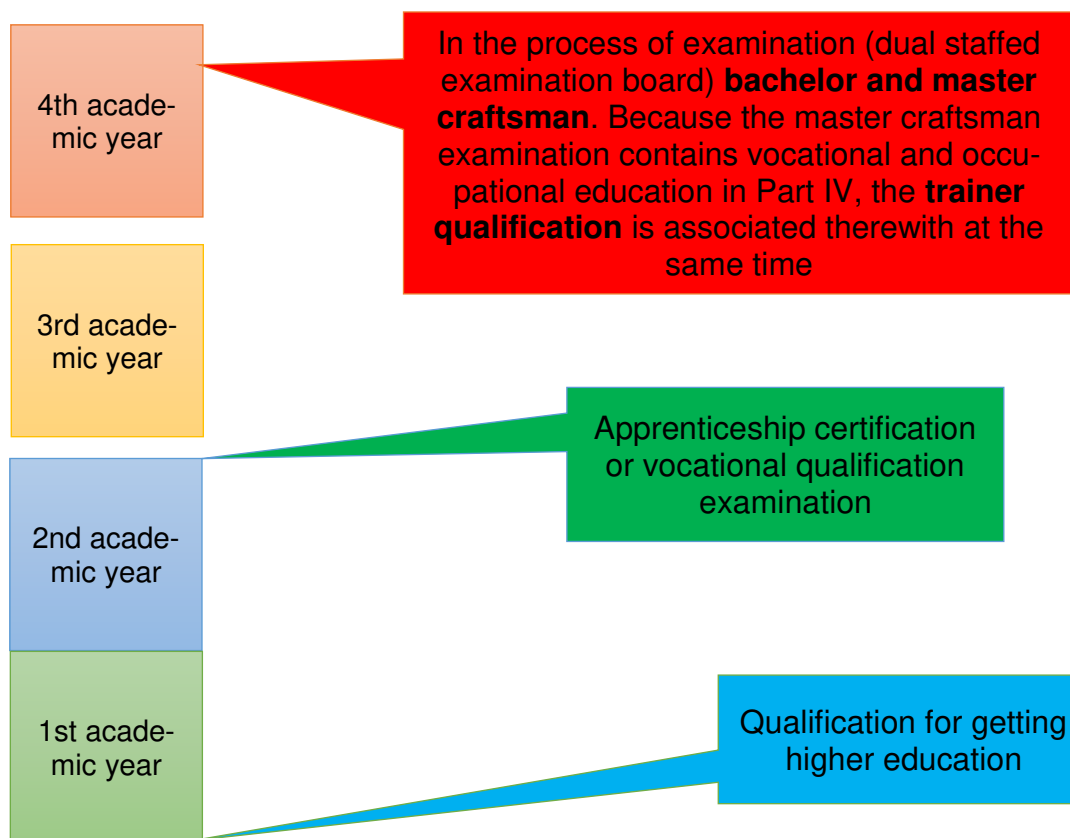 4th acade-
mic year
In the process of examination (dual staffed
examination board) bachelor and master
craftsman. Because the master craftsman
examination contains vocational and occu-
pational education in Part IV, the trainer
qualification is associated therewith at the
same time
3rd acade-
mic year
Apprenticeship certification
or vocational qualification
examination
2nd acade-
mic year
1st acade-
mic year
Qualification for getting
higher education